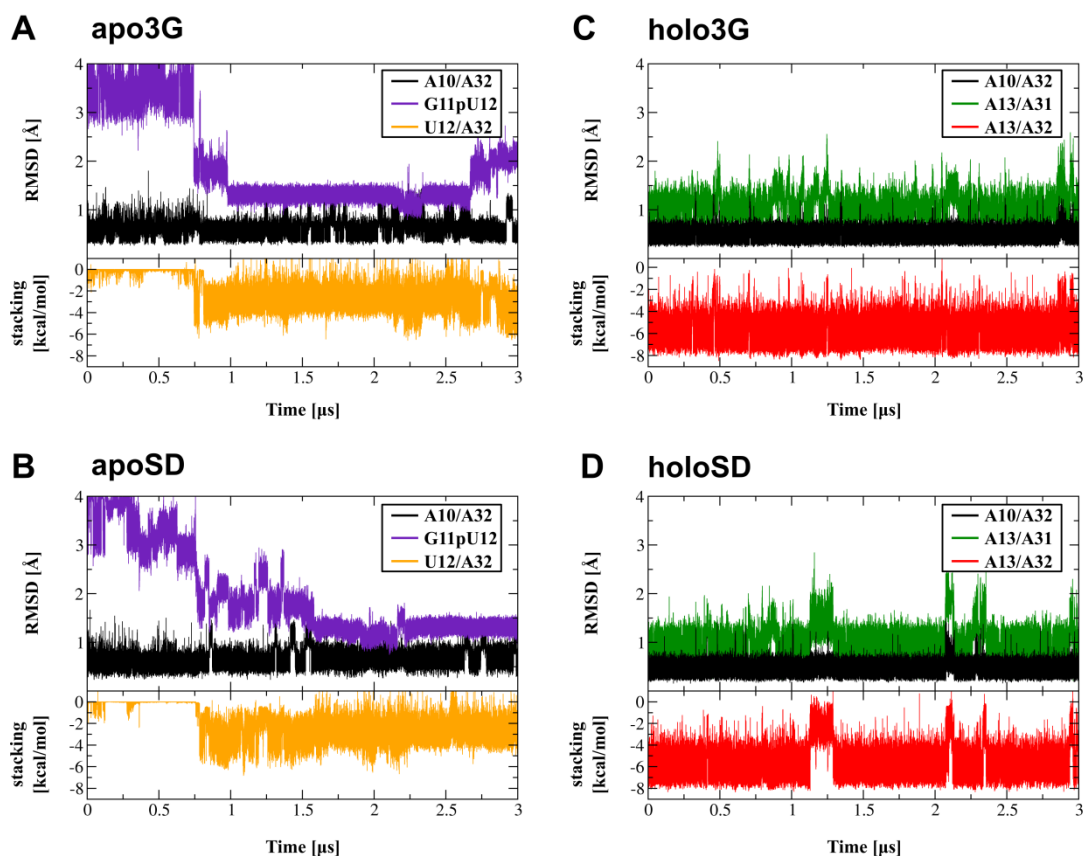 A apo3G
RMSD [Å]
4
3
2
1
A10/A32
G11pU12
U12/A32
stacking
[kcal/mol]
0
-2
-4
-6
-8
0 0.5 1 1.5 2 2.5 3
Time [μs]
C holo3G
RMSD [Å]
4
3
2
1
A10/A32
A13/A31
A13/A32
stacking
[kcal/mol]
0
-2
-4
-6
-8
0 0.5 1 1.5 2 2.5 3
Time [μs]
B apoSD
RMSD [Å]
4
3
2
1
A10/A32
G11pU12
U12/A32
stacking
[kcal/mol]
0
-2
-4
-6
-8
0 0.5 1 1.5 2 2.5 3
Time [μs]
D holoSD
RMSD [Å]
4
3
2
1
A10/A32
A13/A31
A13/A32
stacking
[kcal/mol]
0
-2
-4
-6
-8
0 0.5 1 1.5 2 2.5 3
Time [μs]